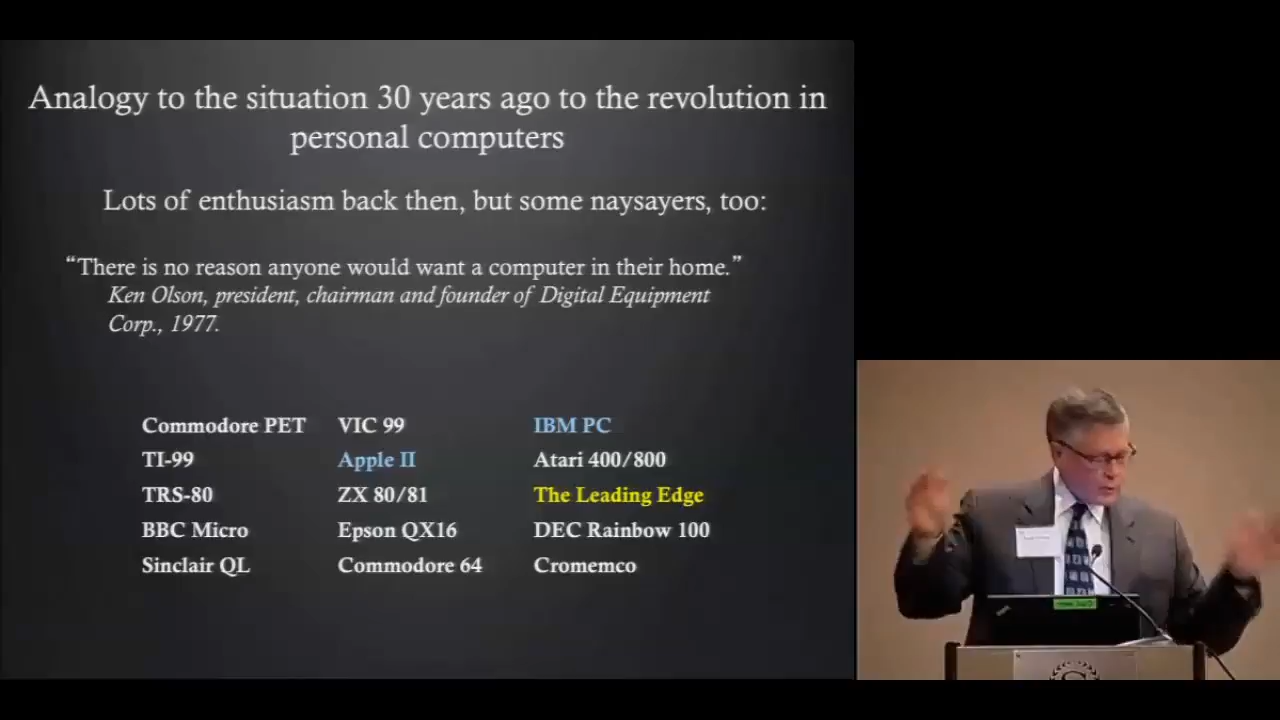 Analogy to the situation 30 years ago to the revolution in
personal computers
Lots of enthusiasm back then, but some naysayers, too:
“There is no reason anyone would want a computer in their home.”
Ken Olson, president, chairman and founder of Digital Equipment
Corp., 1977.
Commodore PET VIC 99 IBM PC
TI-99 Apple II Atari 400/800
TRS-80 ZX 80/81 The Leading Edge
BBC Micro Epson QX16 DEC Rainbow 100
Sinclair QL Commodore 64 Cromemco